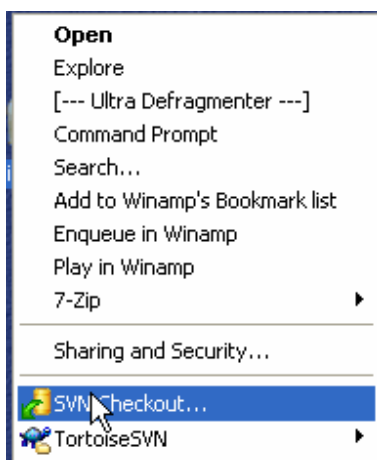 Open
Explore
[--- Ultra Defragmenter ---]
Command Prompt
Search...
Add to Winamp's Bookmark list
Enqueue in Winamp
Play in Winamp
7-Zip
Sharing and Security...
SVN Checkout...
TortoiseSVN